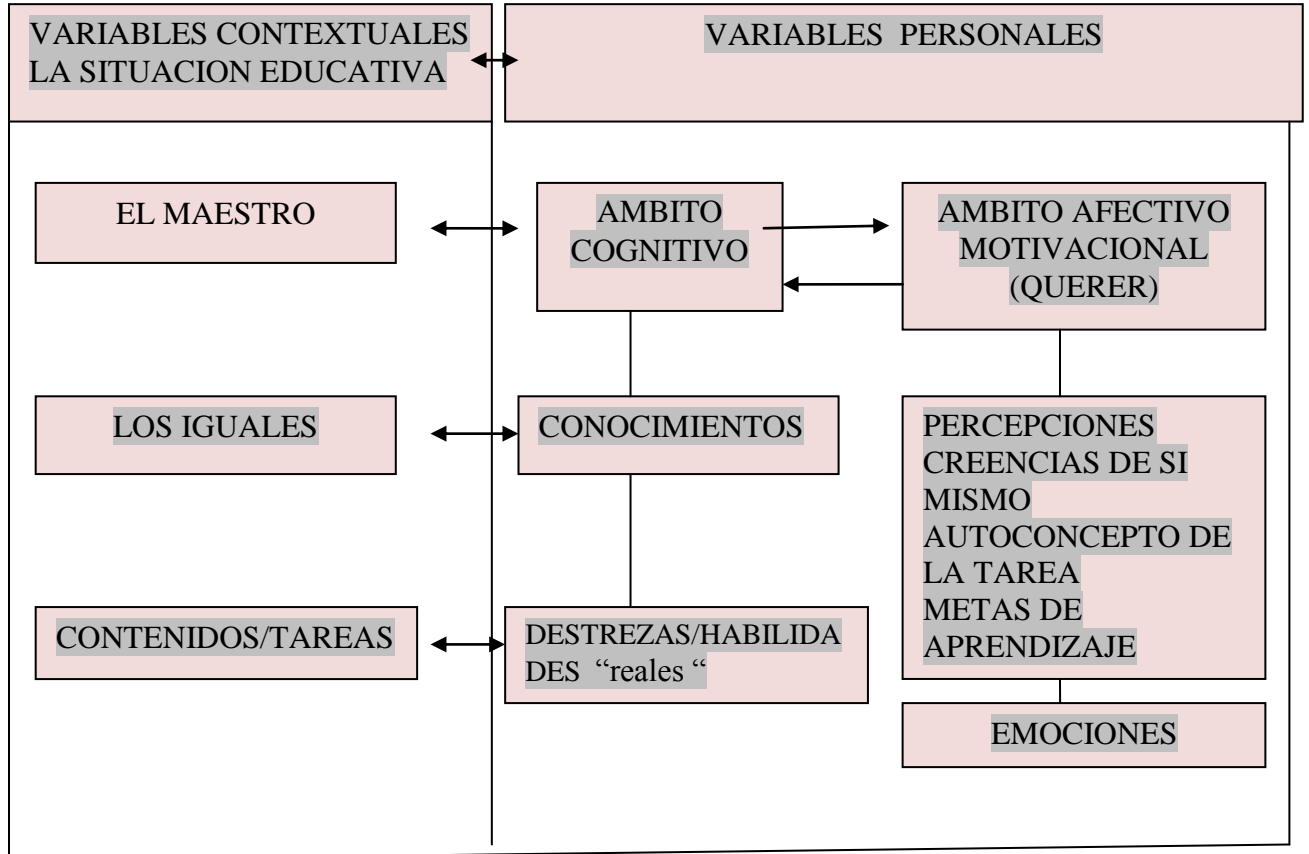 VARIABLES CONTEXTUALES
LA SITUACION EDUCATIVA
VARIABLES PERSONALES
EL MAESTRO
AMBITO
COGNITIVO
AMBITO AFECTIVO
MOTIVACIONAL
(QUERER)
LOS IGUALES
CONOCIMIENTOS
PERCEPCIONES
CREENCIAS DE SI
MISMO
AUTOCONCEPTO DE
LA TAREA
METAS DE
APRENDIZAJE
CONTENIDOS/TAREAS
DESTREZAS/HABILIDA
DES “reales “
EMOCIONES